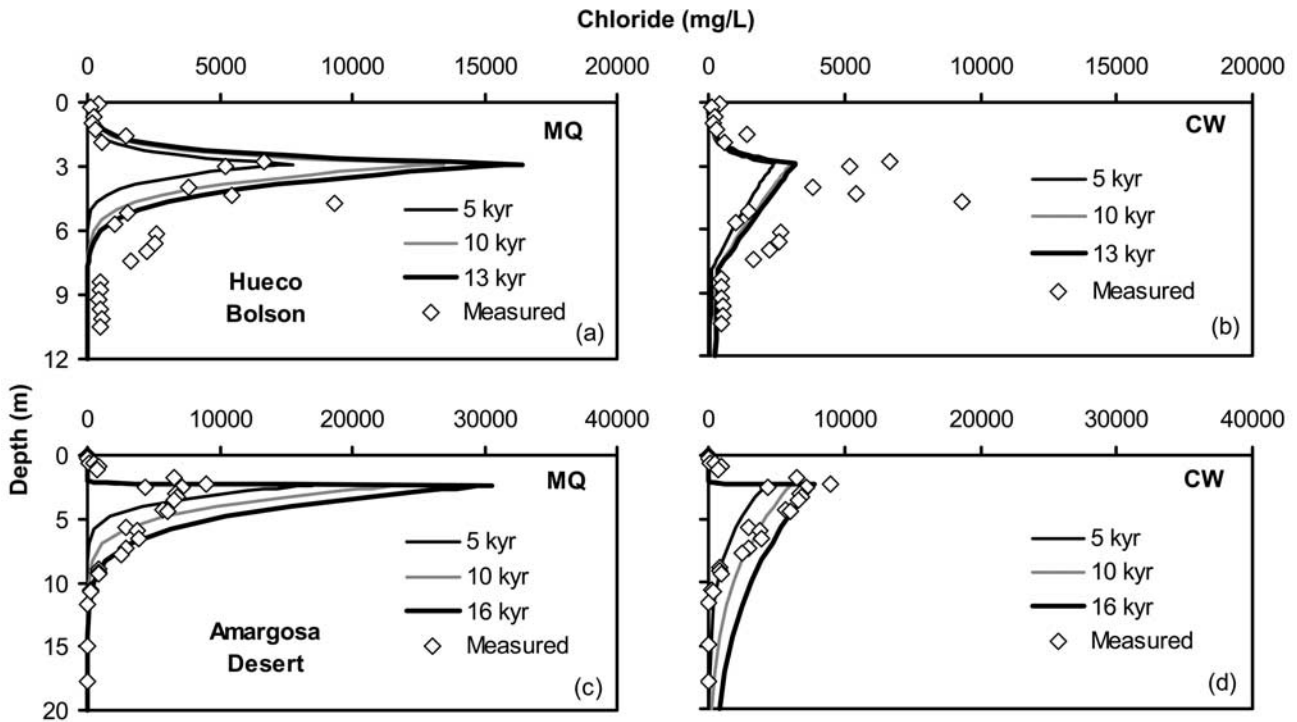 Chloride (mg/L)
0 5000 10000 15000 20000
0 5000 10000 15000 20000
0
3
6
9
12
MQ
5 kyr
10 kyr
13 kyr
Measured
Hueco
Bolson
(a)
CW
5 kyr
10 kyr
13 kyr
Measured
(b)
Depth (m)
0 10000 20000 30000 40000
0 10000 20000 30000 40000
0
5
10
15
20
MQ
5 kyr
10 kyr
16 kyr
Measured
Amargosa
Desert
(c)
CW
5 kyr
10 kyr
16 kyr
Measured
(d)